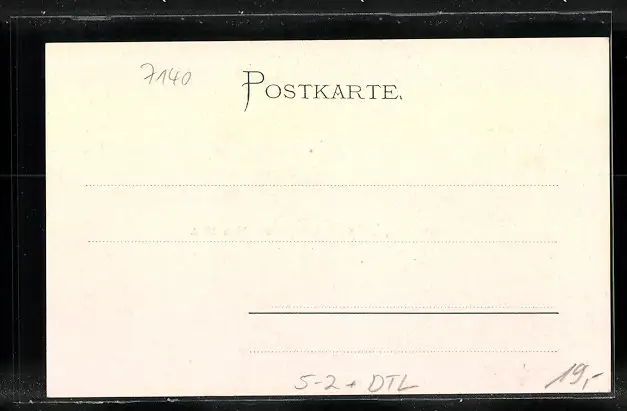 7140
POSTKARTE.
5-2 + DTL
19,-